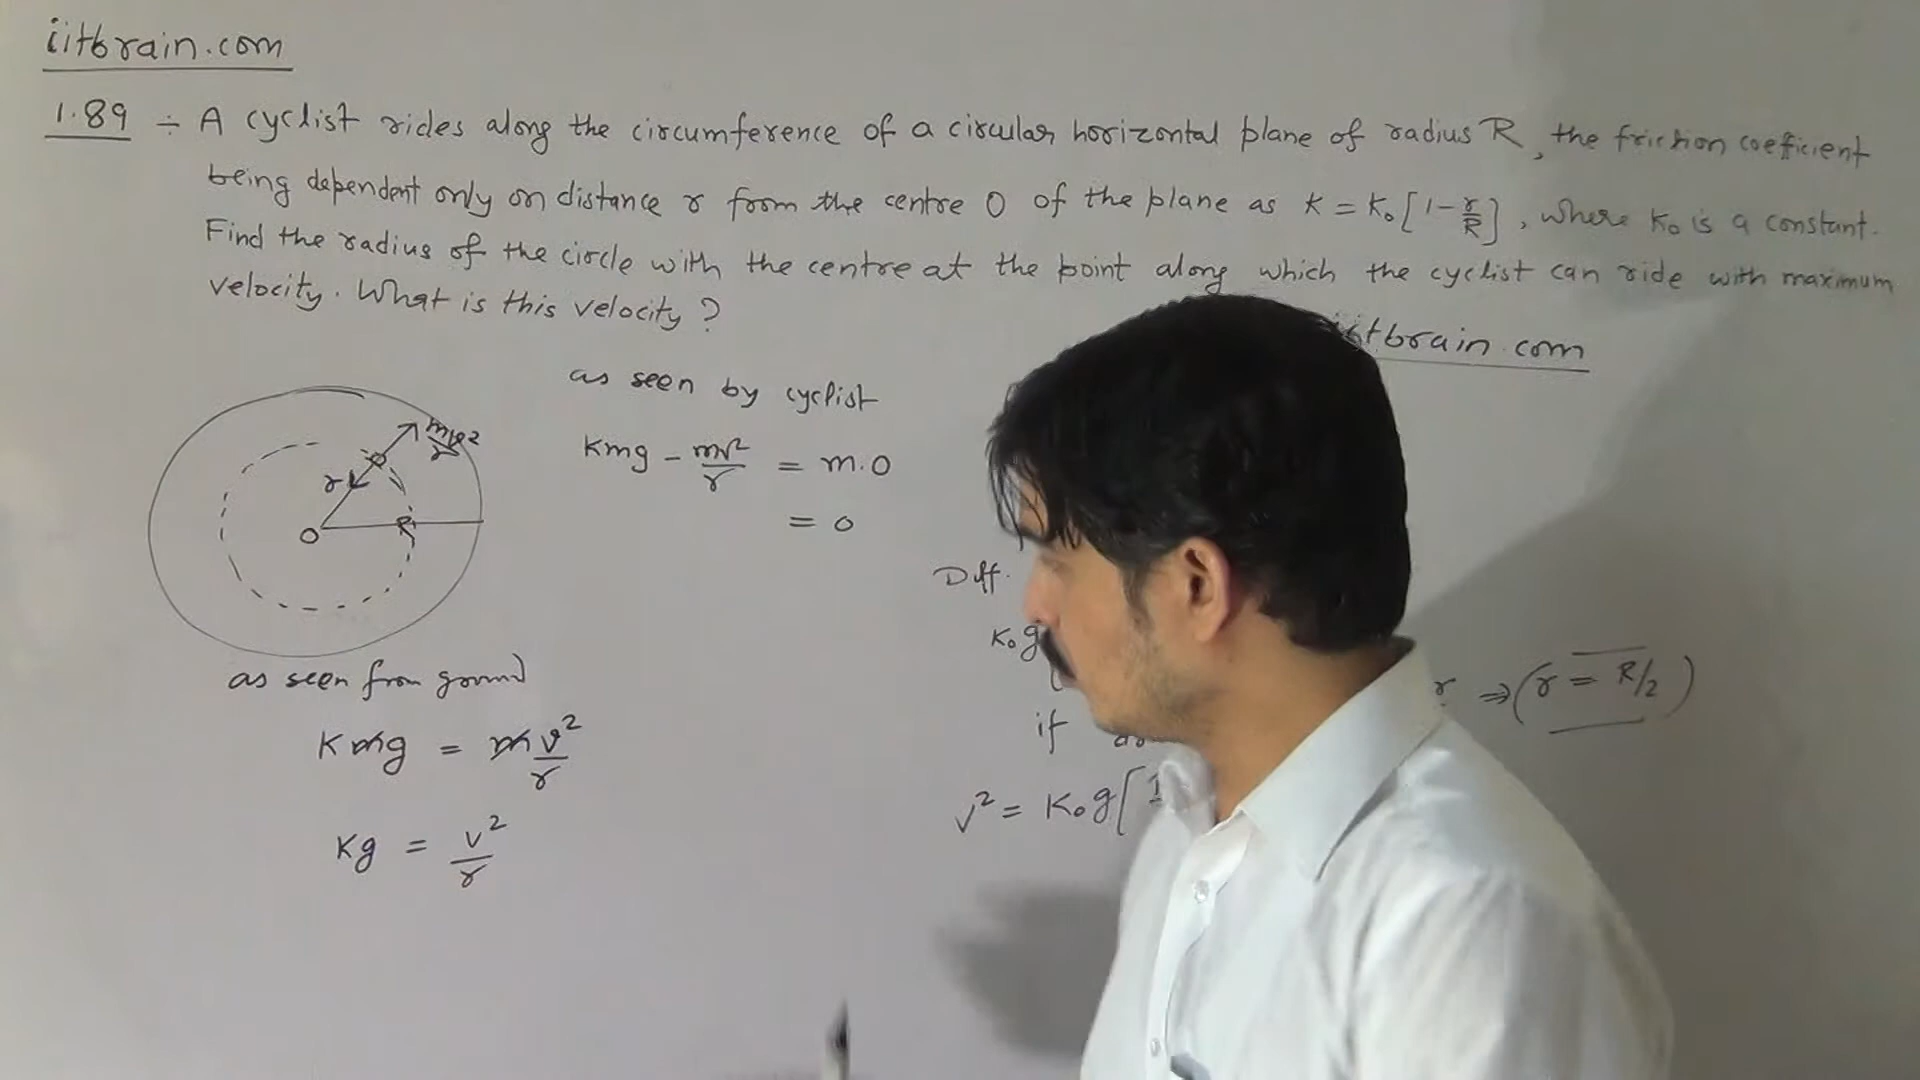 iitbrain.com
1.89 ÷ A cyclist rides along the circumference of a circular horizontal plane of radius R, the friction coefficient
being dependent only on distance r from the centre O of the plane as K = K₀[1-r/R], where K₀ is a constant.
Find the radius of the circle with the centre at the point along which the cyclist can ride with maximum
velocity. What is this velocity?
itbrain.com
as seen by cyclist
Kmg - mv²/r = m.0
= 0
mv²/r
r
O
R
Diff.
K₀g
r ⇒ (r = R/2)
if
v² = K₀g[1
as seen from ground
Kmg = mv²/r
Kg = v²/r